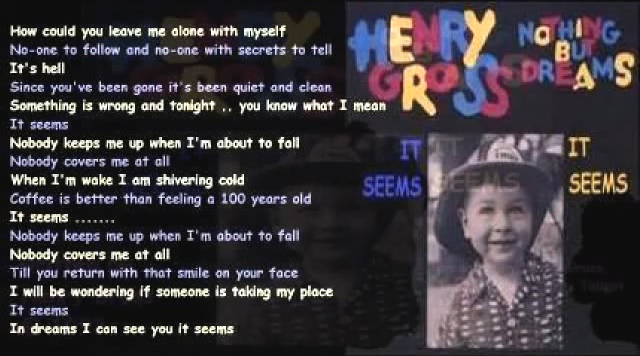 How could you leave me alone with myself
No-one to follow and no-one with secrets to tell
It's hell
Since you've been gone it's been quiet and clean
Something is wrong and tonight .. you know what I mean
It seems
Nobody keeps me up when I'm about to fall
Nobody covers me at all
When I'm wake I am shivering cold
Coffee is better than feeling a 100 years old
It seems .......
Nobody keeps me up when I'm about to fall
Nobody covers me at all
Till you return with that smile on your face
I will be wondering if someone is taking my place
It seems
In dreams I can see you it seems
HENRY
GROSS
NOTHING
BUT
DREAMS
IT
SEEMS
IT
SEEMS